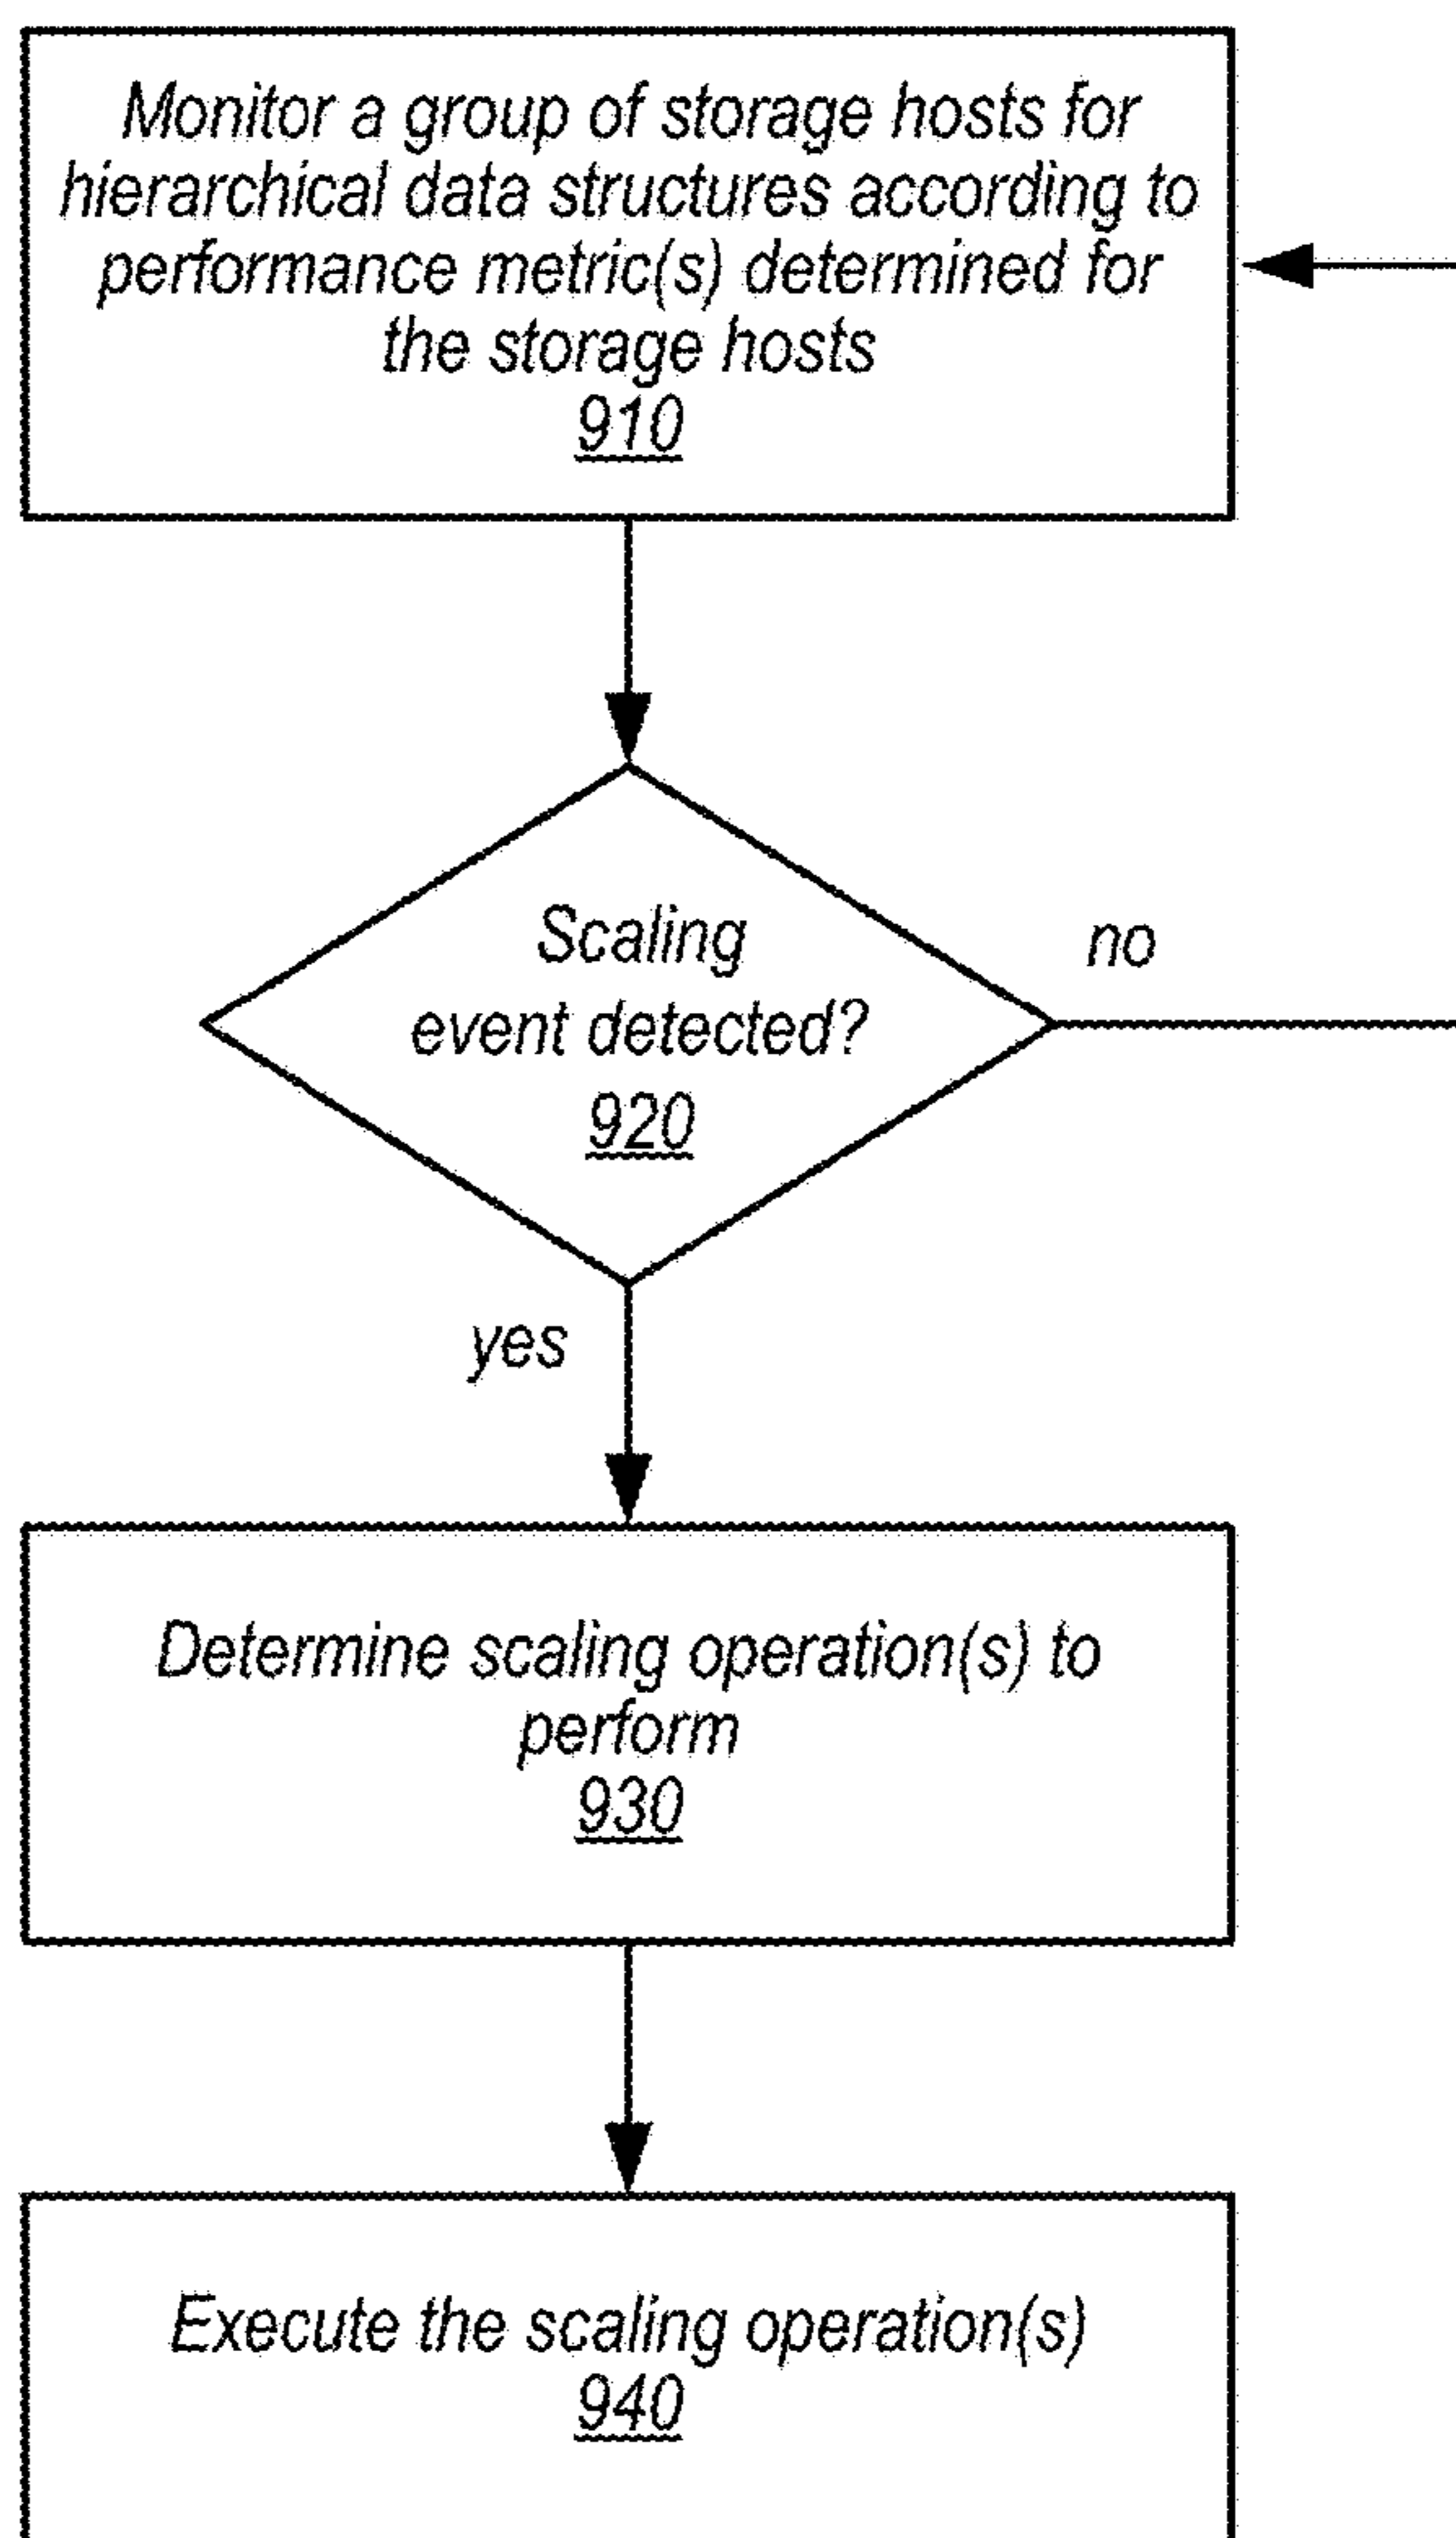 Monitor a group of storage hosts for
hierarchical data structures according to
performance metric(s) determined for
the storage hosts
910
Scaling
event detected?
920
no
yes
Determine scaling operation(s) to
perform
930
Execute the scaling operation(s)
940